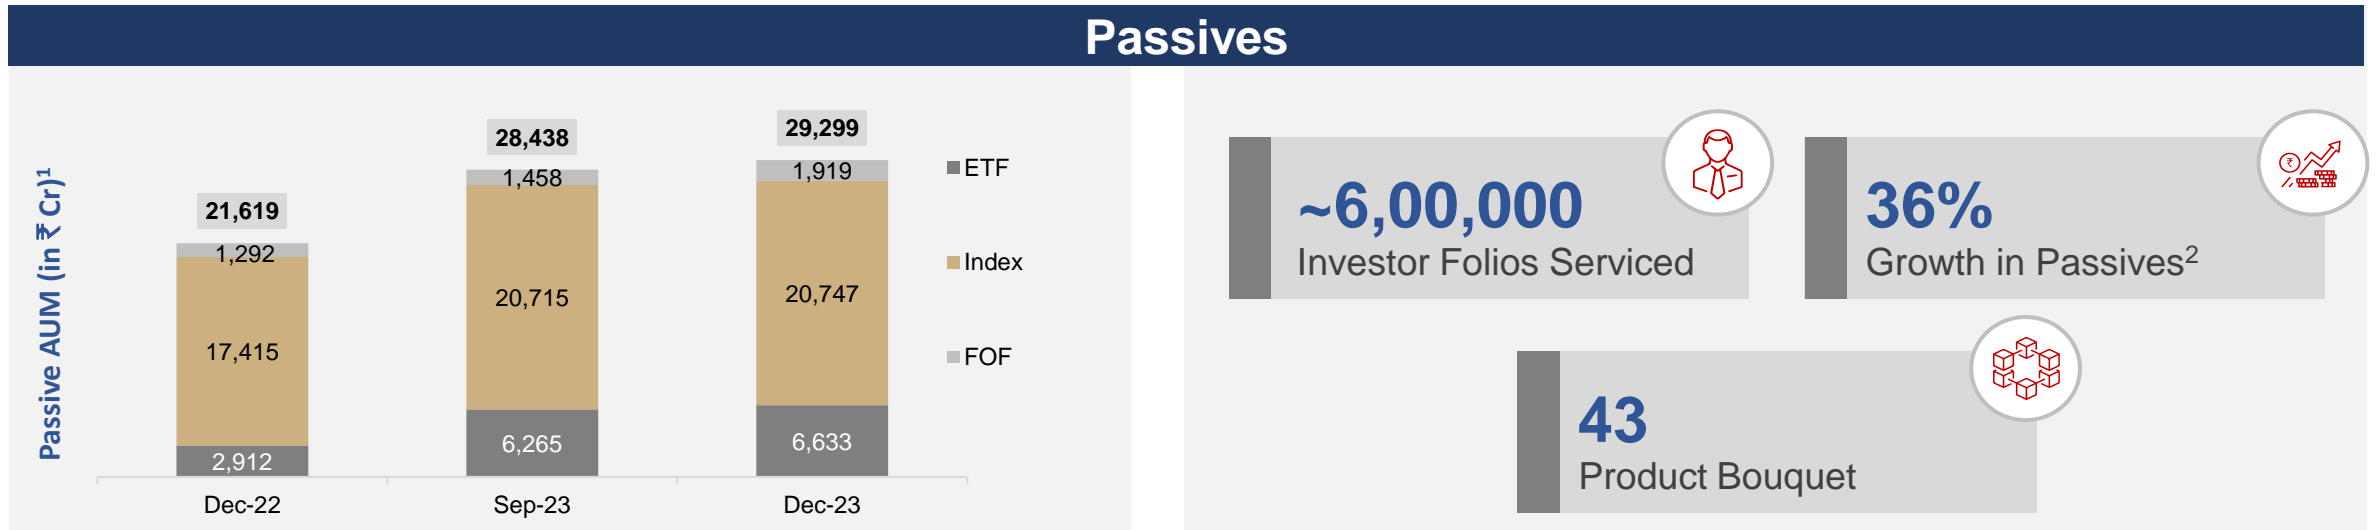 Passives
Passive AUM (in ₹ Cr)1
21,619
1,292
17,415
2,912
Dec-22
28,438
1,458
20,715
6,265
Sep-23
29,299
1,919
20,747
6,633
Dec-23
ETF
Index
FOF
~6,00,000
Investor Folios Serviced
36%
Growth in Passives2
₹
43
Product Bouquet